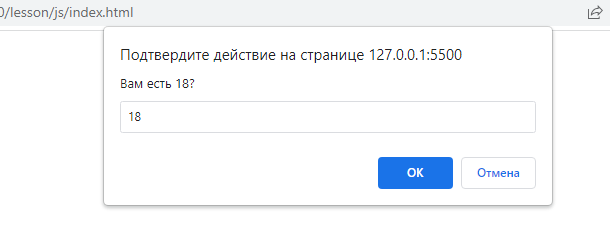 0/lesson/js/index.html
Подтвердите действие на странице 127.0.0.1:5500
Вам есть 18?
18
ОК Отмена